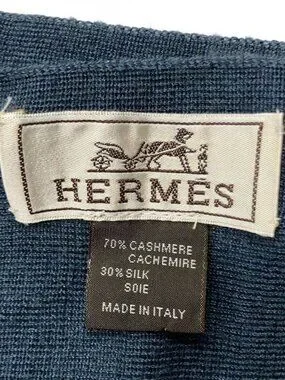 HERMÈS
70% CASHMERE
CACHEMIRE
30% SILK
SOIE
MADE IN ITALY